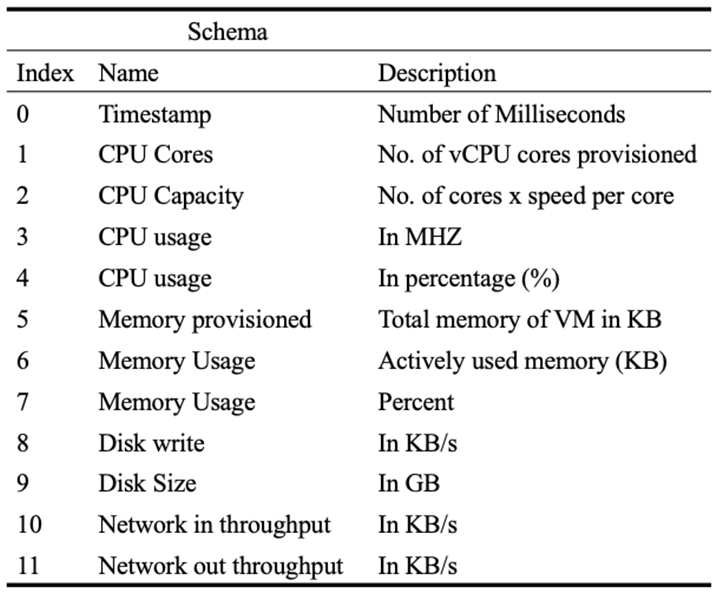 Schema
Index Name Description
0 Timestamp Number of Milliseconds
1 CPU Cores No. of vCPU cores provisioned
2 CPU Capacity No. of cores x speed per core
3 CPU usage In MHZ
4 CPU usage In percentage (%)
5 Memory provisioned Total memory of VM in KB
6 Memory Usage Actively used memory (KB)
7 Memory Usage Percent
8 Disk write In KB/s
9 Disk Size In GB
10 Network in throughput In KB/s
11 Network out throughput In KB/s